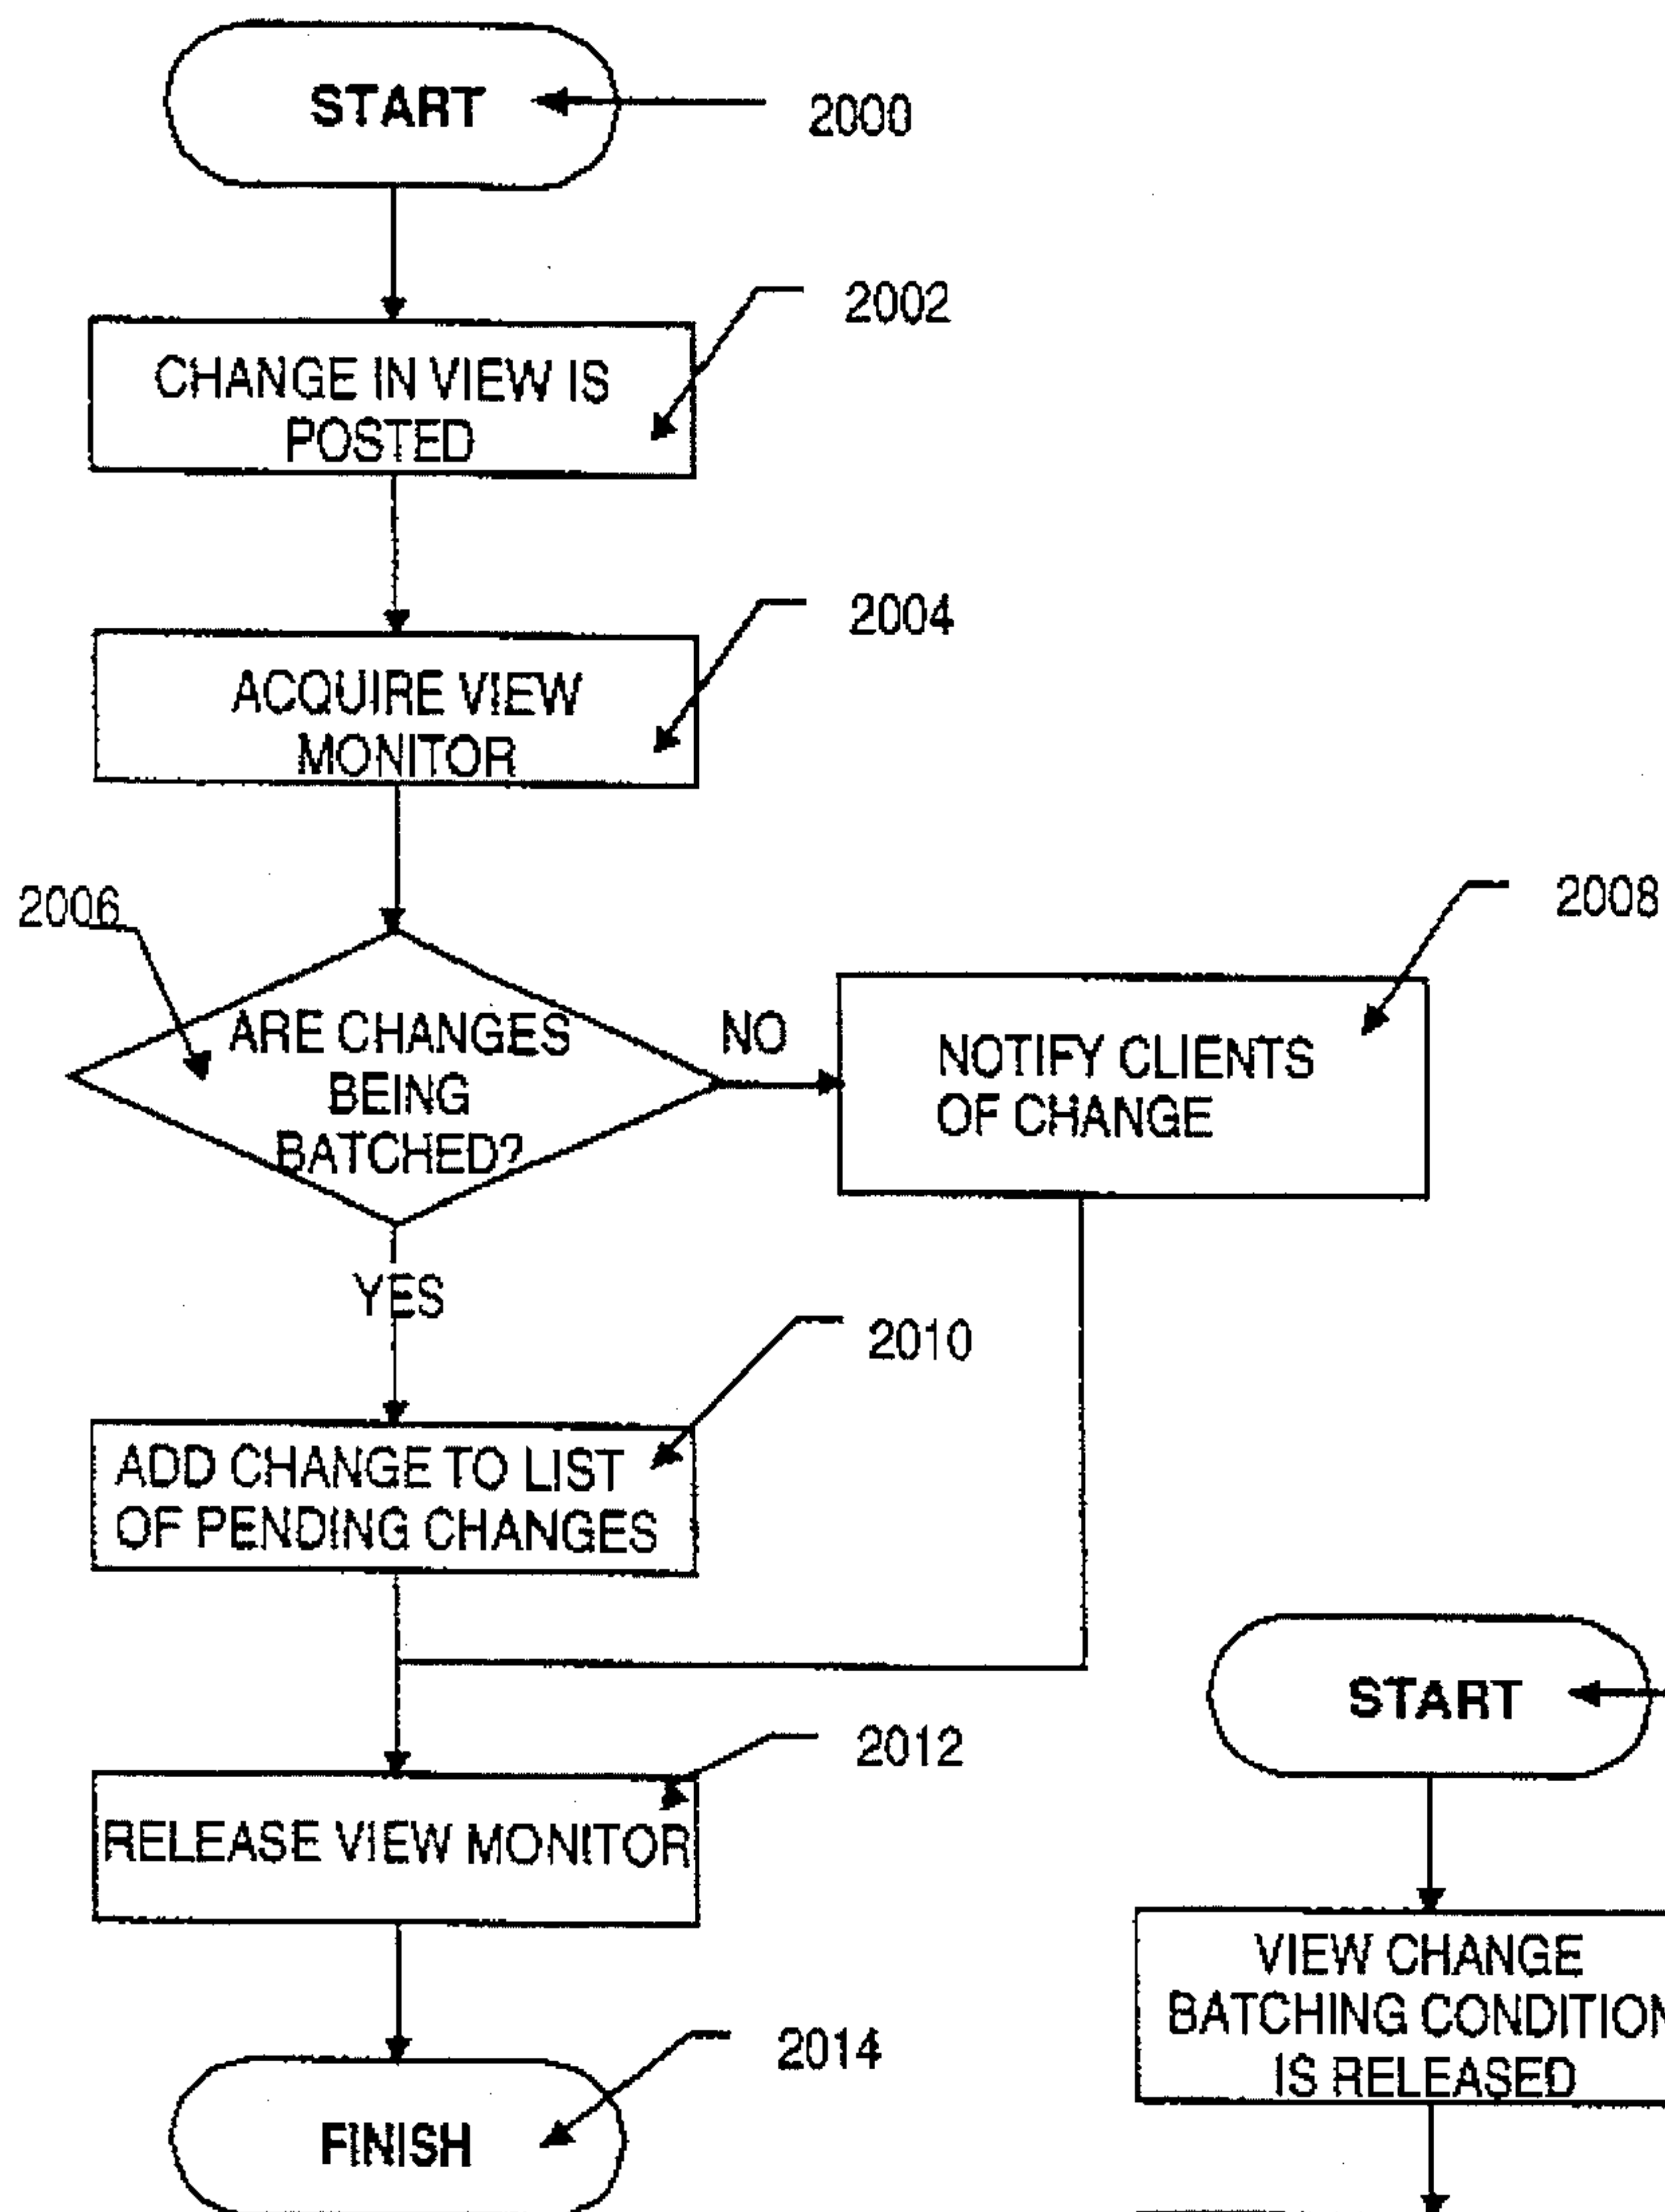 START
2000
2002
CHANGE IN VIEW IS
POSTED
2004
ACQUIRE VIEW
MONITOR
2006
2008
ARE CHANGES
BEING
BATCHED?
NO
NOTIFY CLIENTS
OF CHANGE
YES
2010
ADD CHANGE TO LIST
OF PENDING CHANGES
2012
RELEASE VIEW MONITOR
2014
FINISH
START
VIEW CHANGE
BATCHING CONDITION
IS RELEASED